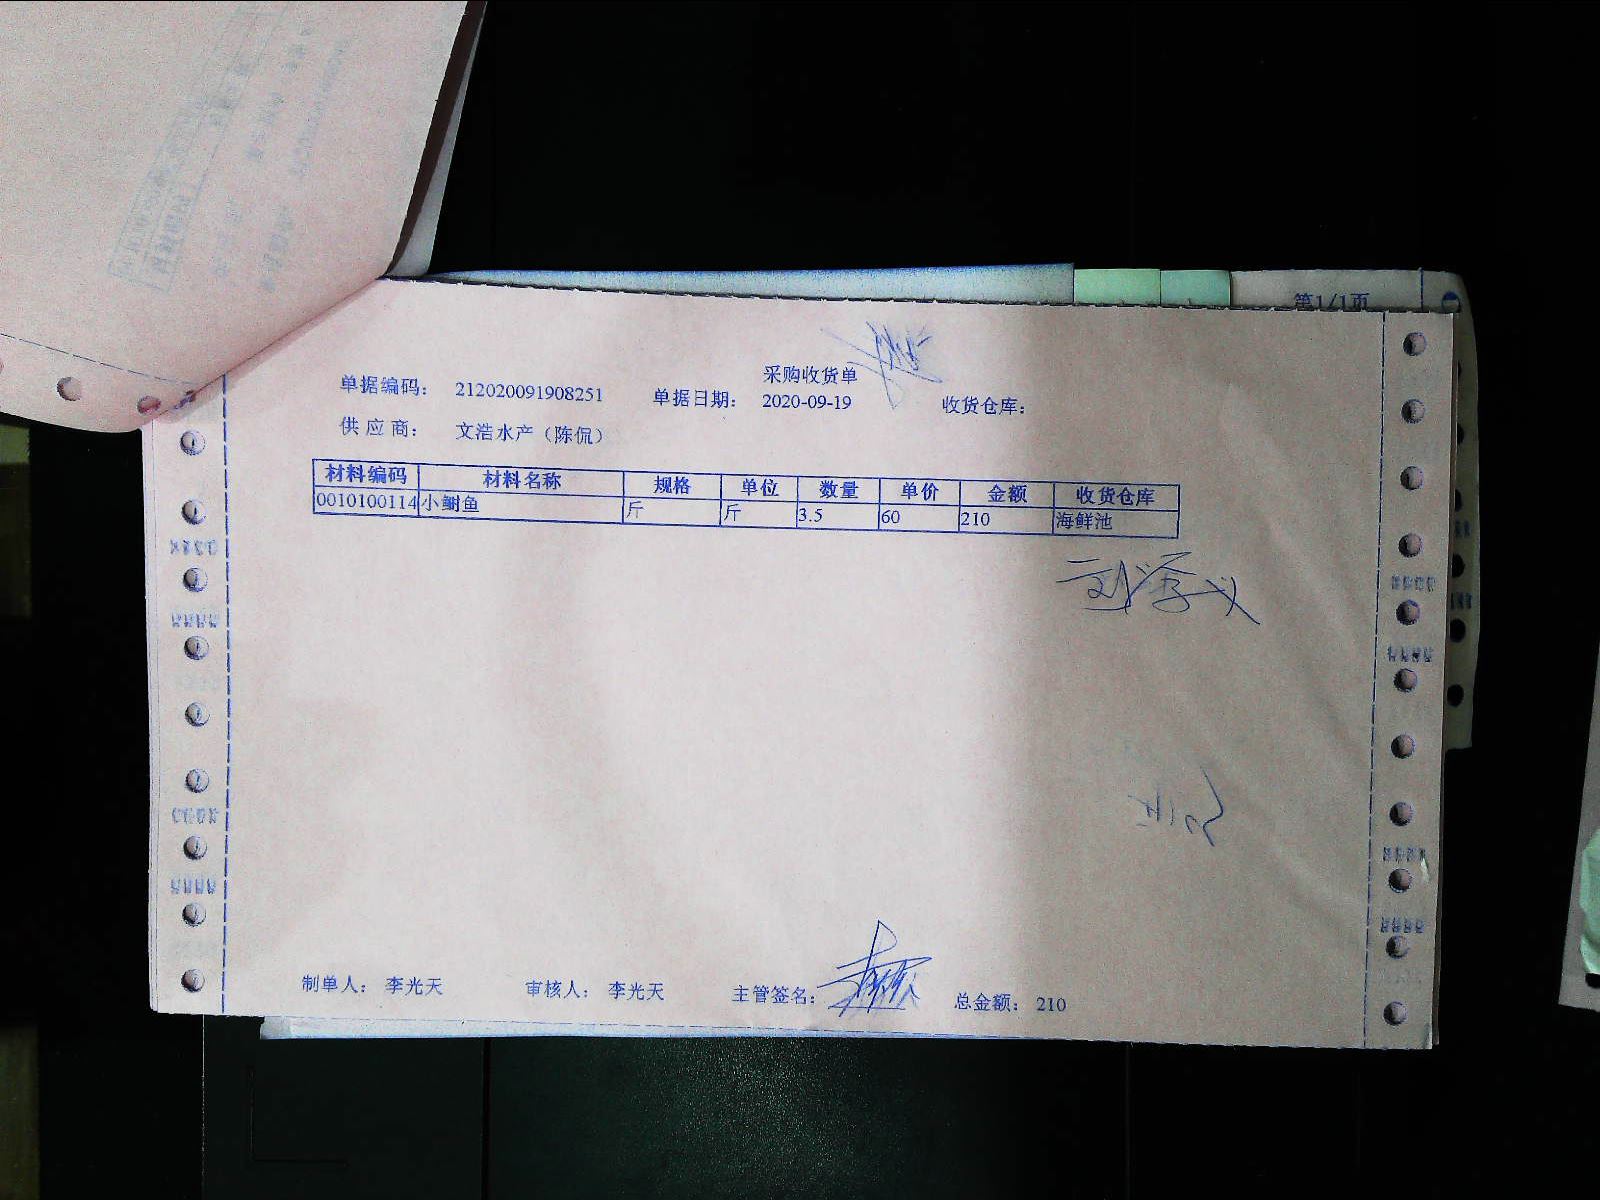 第1/1页
采购收货单
单据编码： 212020091908251 单据日期： 2020-09-19 收货仓库：
供 应 商： 文浩水产（陈侃）
材料编码 材料名称 规格 单位 数量 单价 金额 收货仓库
0010100114 小鲥鱼 斤 斤 3.5 60 210 海鲜池
制单人： 李光天 审核人： 李光天 主管签名： 总金额： 210